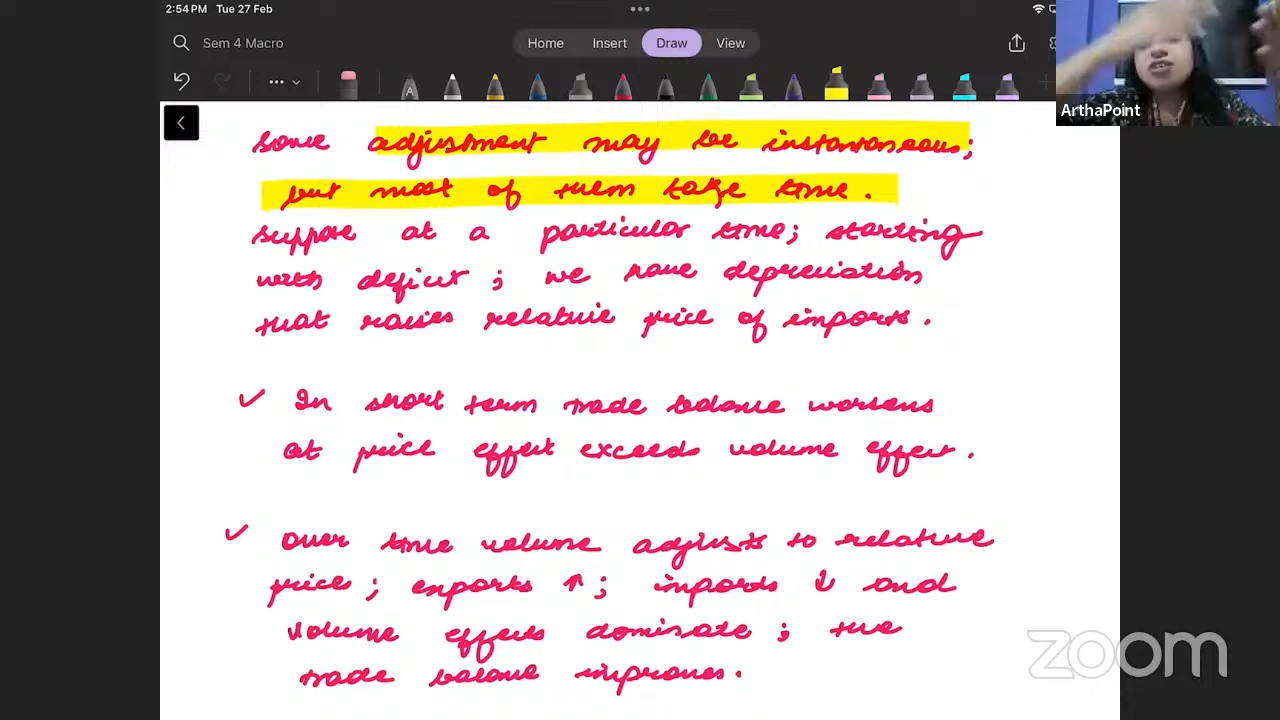 2:54 PM Tue 27 Feb
Sem 4 Macro
Home Insert Draw View
A
ArthaPoint
some adjustment may be instantaneous;
but most of them take time.
suppose at a particular time; starting
with deficit; we have depreciation
that raises relative price of imports.
✓ In short term trade balance worsens
at price effect exceeds volume effect.
✓ over time volume adjusts to relative
price; exports ↑; imports ↓ and
volume effects dominate; the
trade balance improves.
zoom